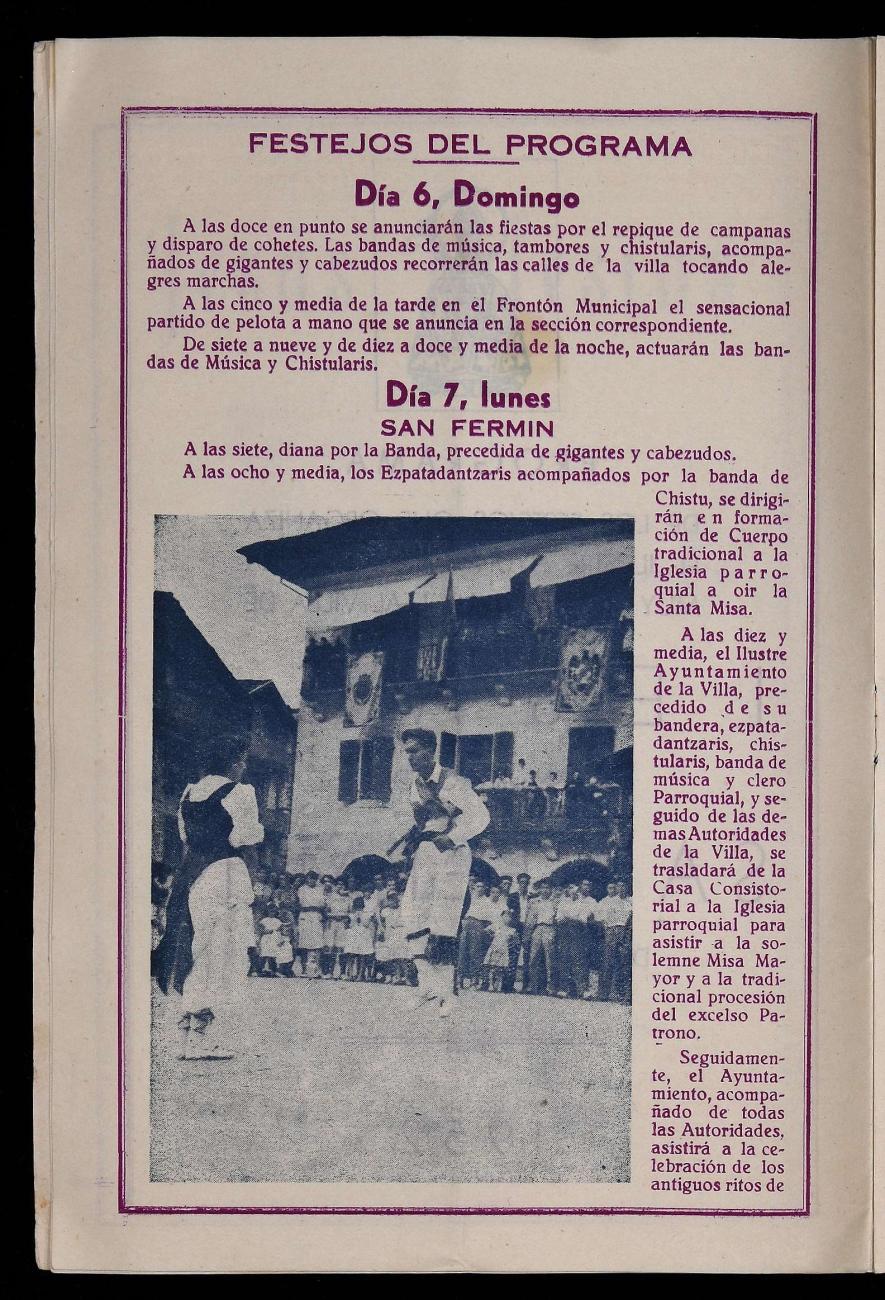 FESTEJOS DEL PROGRAMA
Día 6, Domingo
A las doce en punto se anunciarán las fiestas por el repique de campanas
y disparo de cohetes. Las bandas de música, tambores y chistularis, acompa-
ñados de gigantes y cabezudos recorrerán las calles de la villa tocando ale-
gres marchas.
A las cinco y media de la tarde en el Frontón Municipal el sensacional
partido de pelota a mano que se anuncia en la sección correspondiente.
De siete a nueve y de diez a doce y media de la noche, actuarán las ban-
das de Música y Chistularis.
Día 7, lunes
SAN FERMIN
A las siete, diana por la Banda, precedida de gigantes y cabezudos.
A las ocho y media, los Ezpatadantzaris acompañados por la banda de
Chistu, se dirigi-
rán en forma-
ción de Cuerpo
tradicional a la
Iglesia parro-
quial a oir la
Santa Misa.
A las diez y
media, el Ilustre
Ayuntamiento
de la Villa, pre-
cedido de su
bandera, ezpata-
dantzaris, chis-
tularis, banda de
música y clero
Parroquial, y se-
guido de las de-
mas Autoridades
de la Villa, se
trasladará de la
Casa Consisto-
rial a la Iglesia
parroquial para
asistir a la so-
lemne Misa Ma-
yor y a la tradi-
cional procesión
del excelso Pa-
trono.
Seguidamen-
te, el Ayunta-
miento, acompa-
ñado de todas
las Autoridades,
asistirá a la ce-
lebración de los
antiguos ritos de